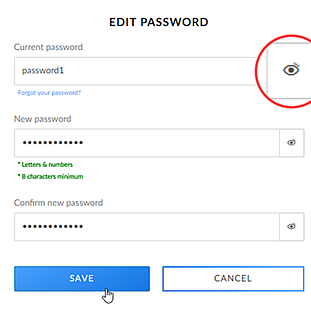 EDIT PASSWORD
Current password
password1
Forgot your password?
New password
••••••••••••
* Letters & numbers
* 8 characters minimum
Confirm new password
••••••••••••
SAVE CANCEL